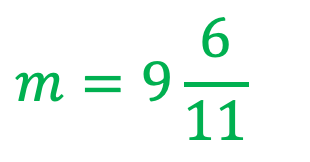 m = 9 6/11